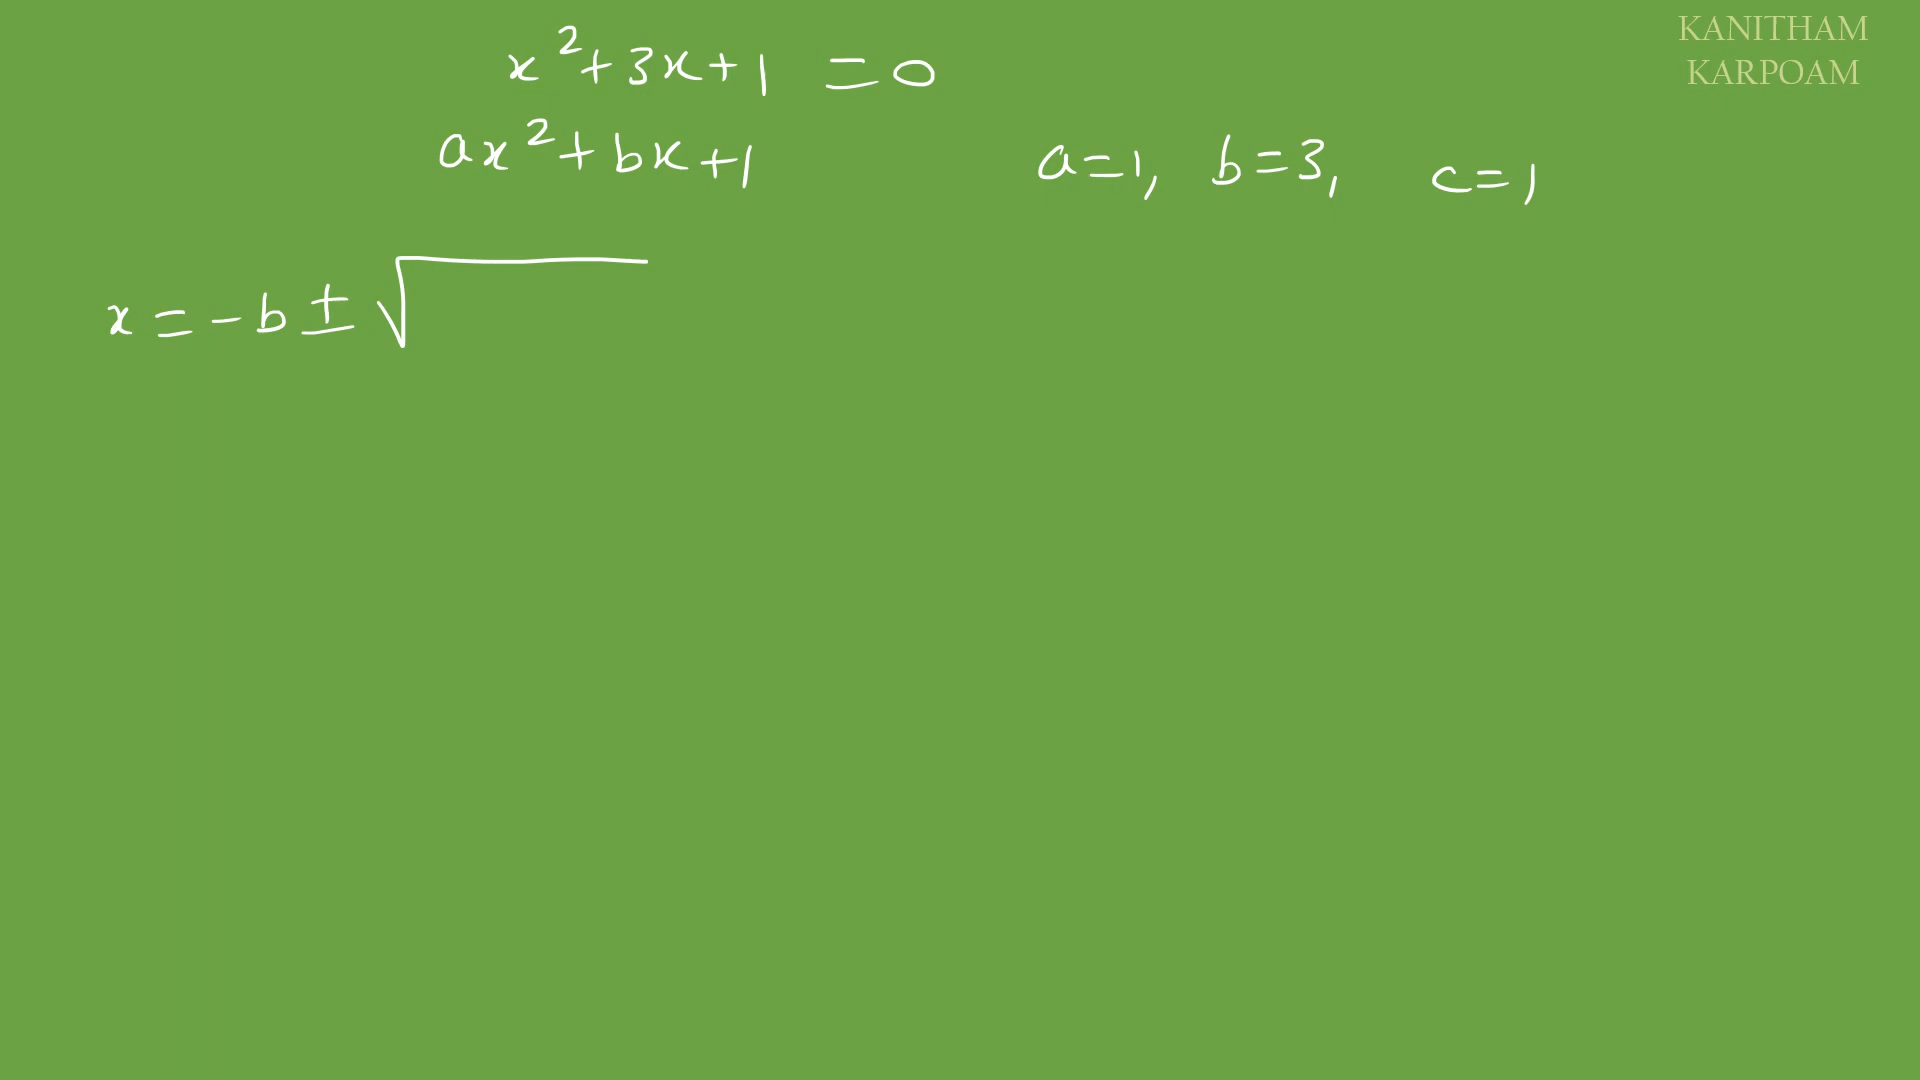 x²+3x+1 =0
KANITHAM
KARPOAM
ax²+bx+1 a=1, b=3, c=1
x=-b±√